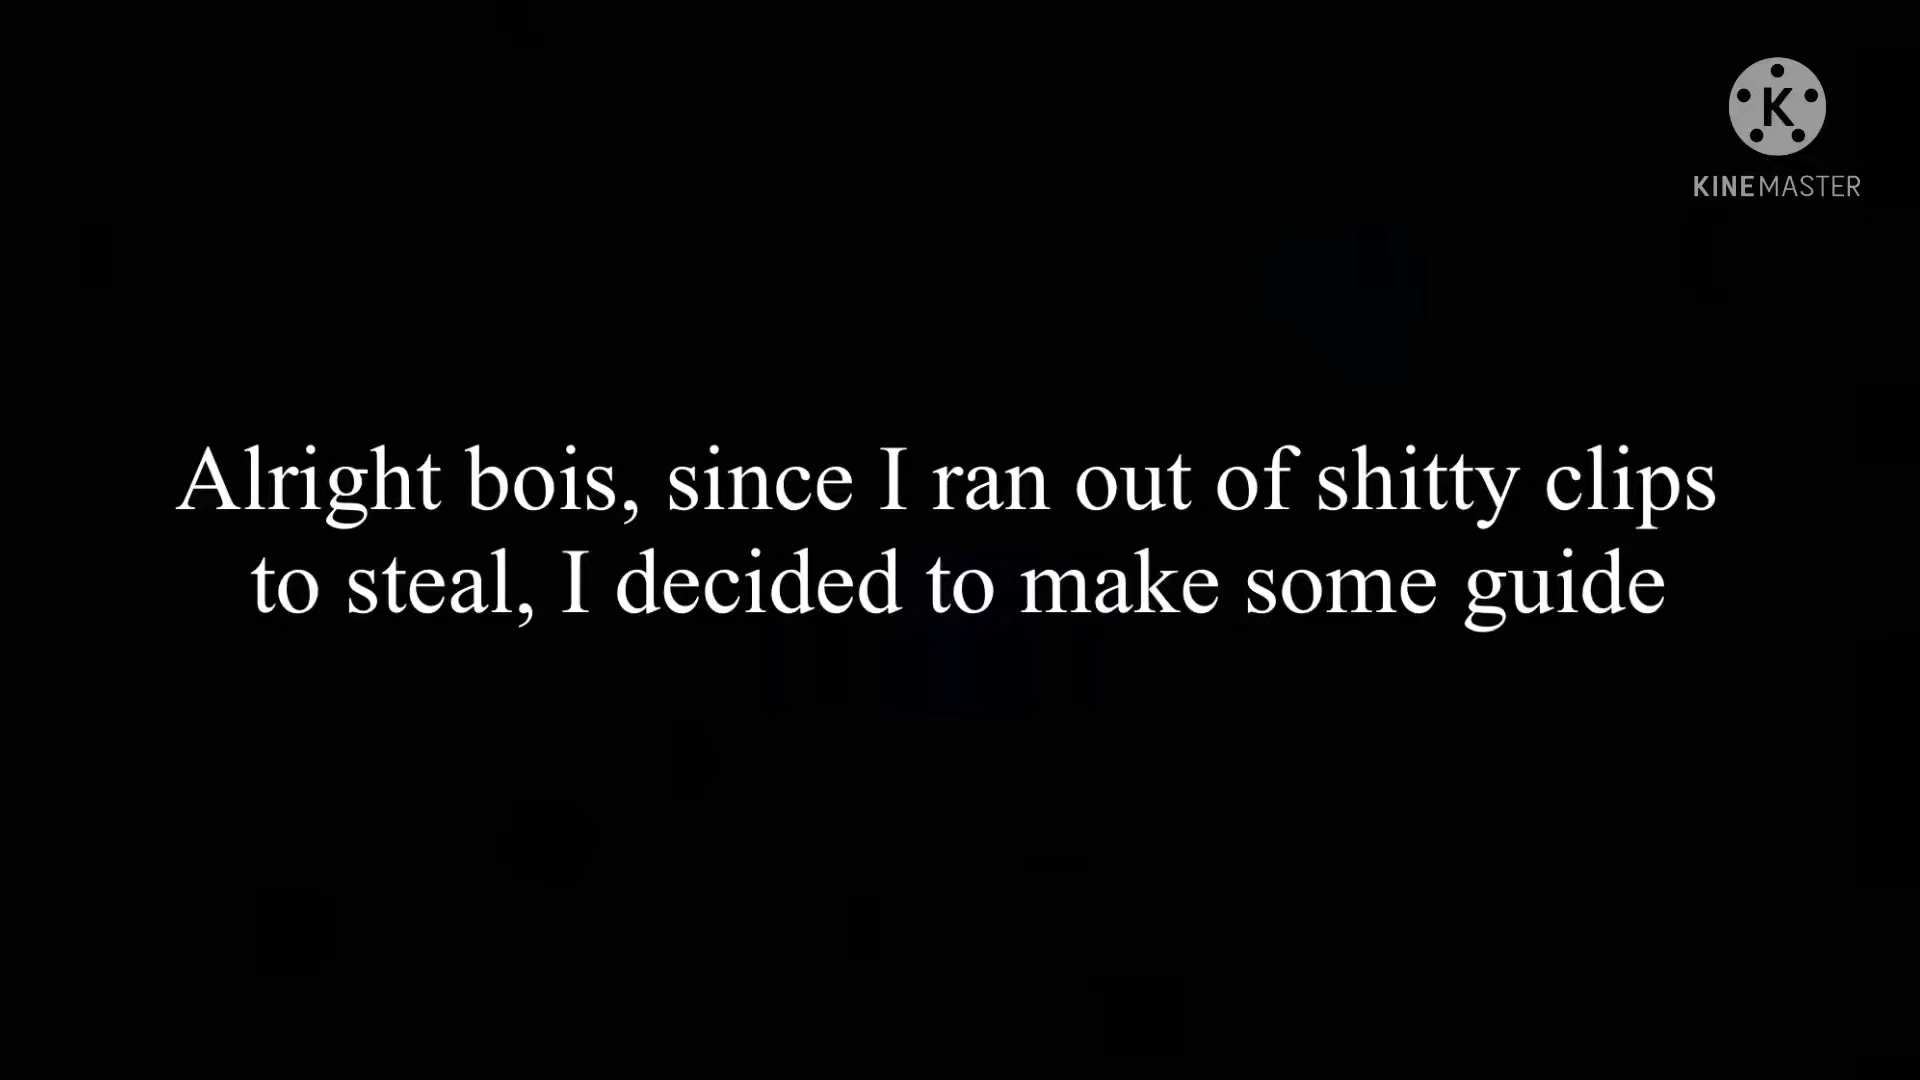 K
KINEMASTER
Alright bois, since I ran out of shitty clips
to steal, I decided to make some guide